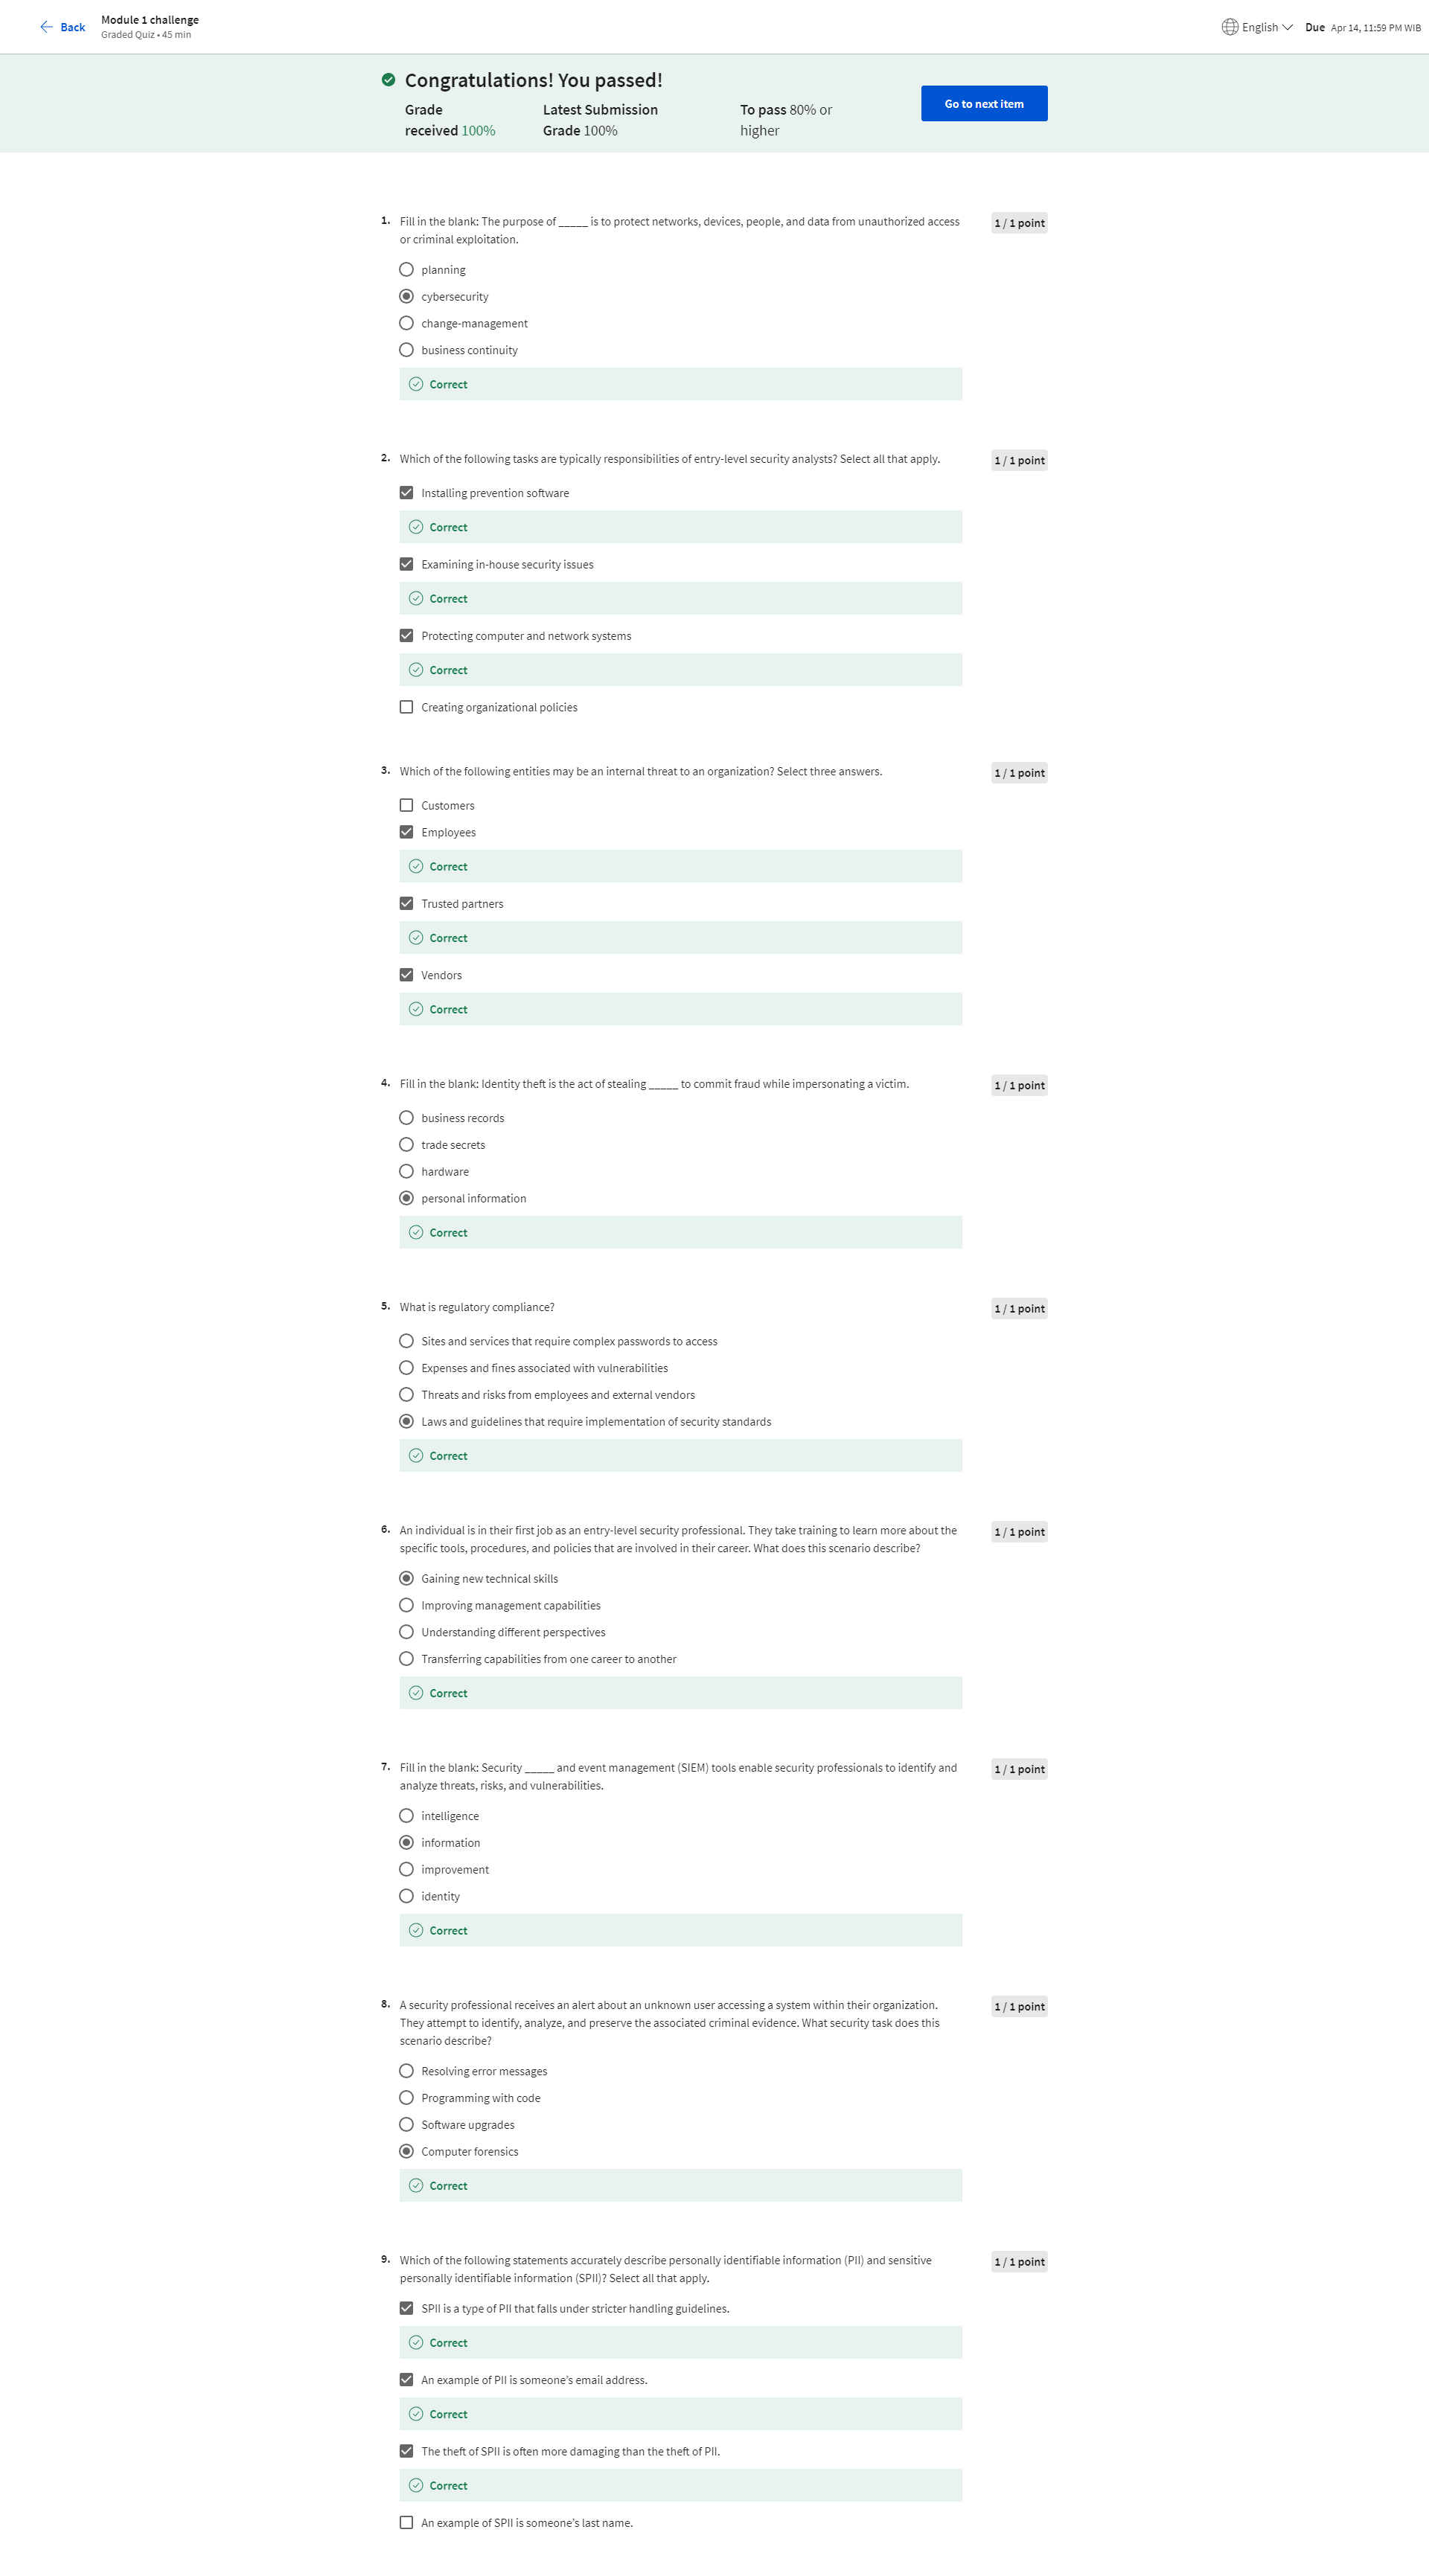 Back
Module 1 challenge
Graded Quiz • 45 min
English
Due Apr 14, 11:59 PM WIB
Congratulations! You passed!
Grade
received 100%
Latest Submission
Grade 100%
To pass 80% or
higher
Go to next item
1. Fill in the blank: The purpose of _____ is to protect networks, devices, people, and data from unauthorized access
or criminal exploitation.
1 / 1 point
planning
cybersecurity
change-management
business continuity
Correct
2. Which of the following tasks are typically responsibilities of entry-level security analysts? Select all that apply.
1 / 1 point
Installing prevention software
Correct
Examining in-house security issues
Correct
Protecting computer and network systems
Correct
Creating organizational policies
3. Which of the following entities may be an internal threat to an organization? Select three answers.
1 / 1 point
Customers
Employees
Correct
Trusted partners
Correct
Vendors
Correct
4. Fill in the blank: Identity theft is the act of stealing _____ to commit fraud while impersonating a victim.
1 / 1 point
business records
trade secrets
hardware
personal information
Correct
5. What is regulatory compliance?
1 / 1 point
Sites and services that require complex passwords to access
Expenses and fines associated with vulnerabilities
Threats and risks from employees and external vendors
Laws and guidelines that require implementation of security standards
Correct
6. An individual is in their first job as an entry-level security professional. They take training to learn more about the
specific tools, procedures, and policies that are involved in their career. What does this scenario describe?
1 / 1 point
Gaining new technical skills
Improving management capabilities
Understanding different perspectives
Transferring capabilities from one career to another
Correct
7. Fill in the blank: Security _____ and event management (SIEM) tools enable security professionals to identify and
analyze threats, risks, and vulnerabilities.
1 / 1 point
intelligence
information
improvement
identity
Correct
8. A security professional receives an alert about an unknown user accessing a system within their organization.
They attempt to identify, analyze, and preserve the associated criminal evidence. What security task does this
scenario describe?
1 / 1 point
Resolving error messages
Programming with code
Software upgrades
Computer forensics
Correct
9. Which of the following statements accurately describe personally identifiable information (PII) and sensitive
personally identifiable information (SPII)? Select all that apply.
1 / 1 point
SPII is a type of PII that falls under stricter handling guidelines.
Correct
An example of PII is someone’s email address.
Correct
The theft of SPII is often more damaging than the theft of PII.
Correct
An example of SPII is someone’s last name.